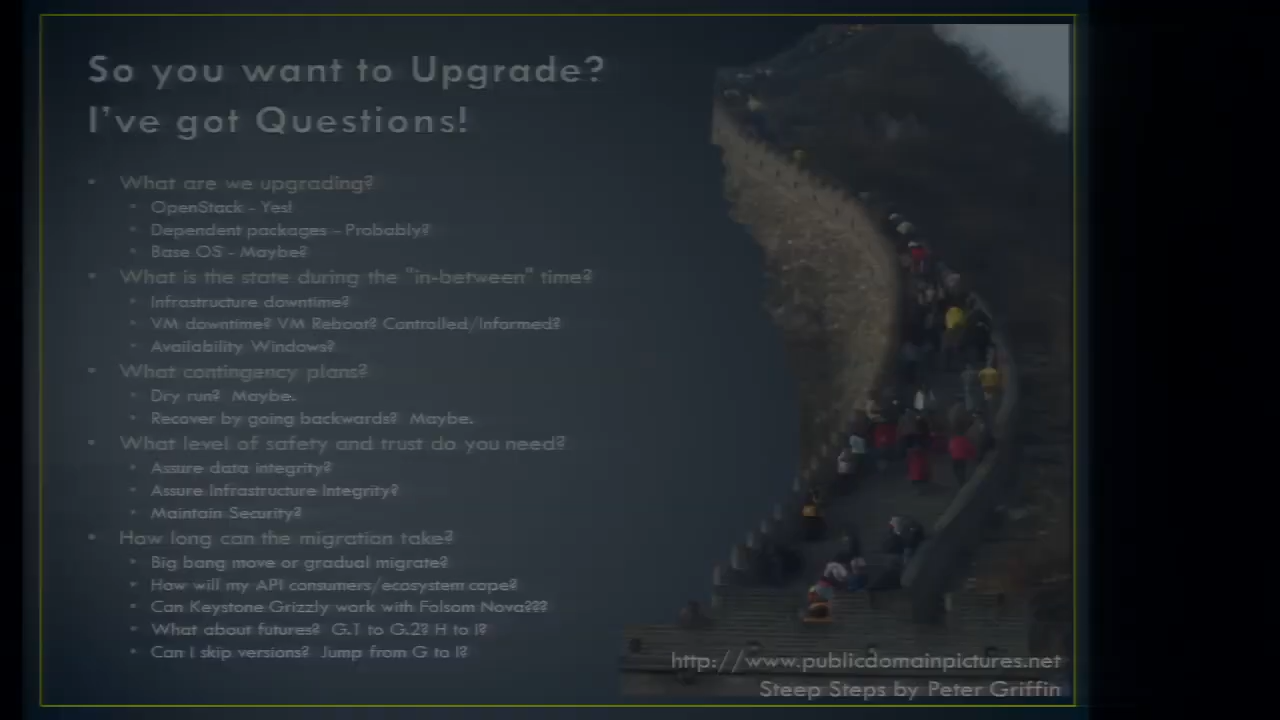 So you want to Upgrade?
I've got Questions!
• What are we upgrading?
• OpenStack - Yes!
• Dependent packages - Probably?
• Base OS - Maybe?
• What is the state during the "in-between" time?
• Infrastructure downtime?
• VM downtime? VM Reboot? Controlled/Informed?
• Availability Windows?
• What contingency plans?
• Dry run? Maybe.
• Recover by going backwards? Maybe.
• What level of safety and trust do you need?
• Assure data integrity?
• Assure Infrastructure Integrity?
• Maintain Security?
• How long can the migration take?
• Big bang move or gradual migrate?
• How will my API consumers/ecosystem cope?
• Can Keystone Grizzly work with Folsom Nova???
• What about futures? G.1 to G.2? H to I?
• Can I skip versions? Jump from G to I?
http://www.publicdomainpictures.net
Steep Steps by Peter Griffin